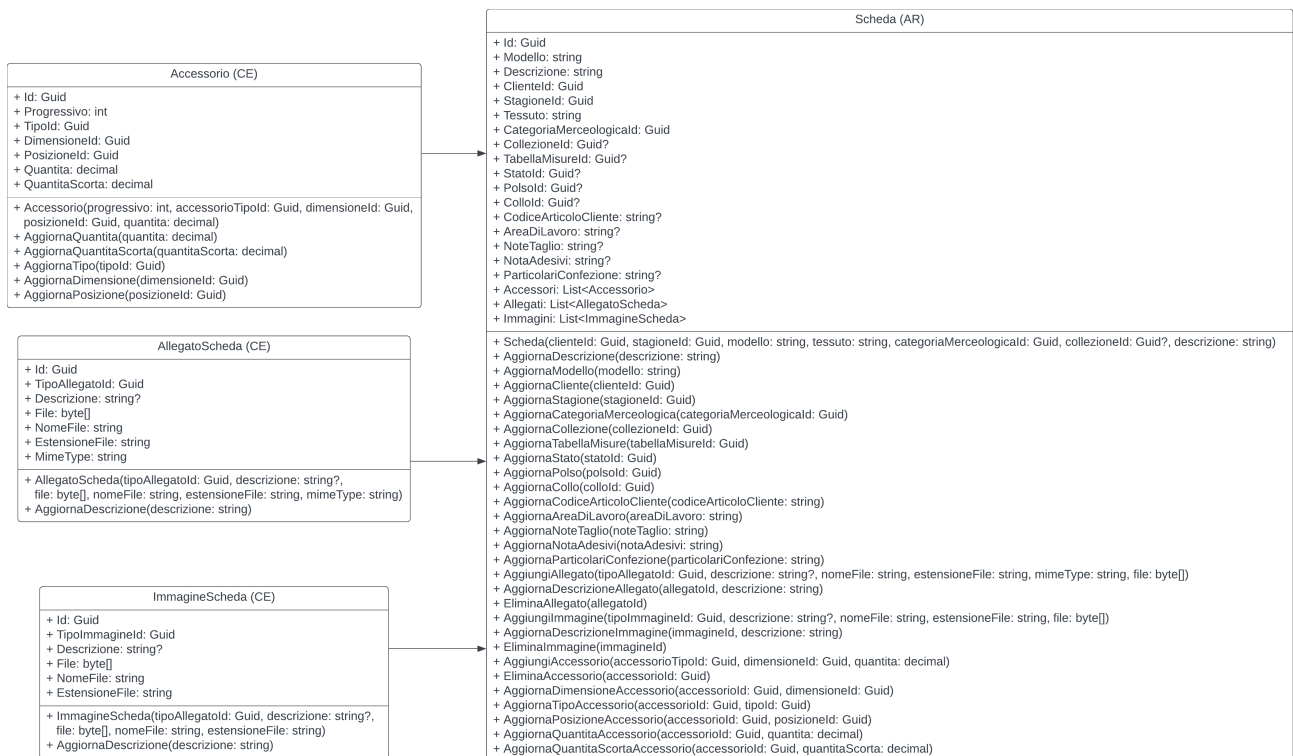 Accessorio (CE)
+ Id: Guid
+ Progressivo: int
+ TipoId: Guid
+ DimensioneId: Guid
+ PosizioneId: Guid
+ Quantita: decimal
+ QuantitaScorta: decimal
+ Accessorio(progressivo: int, accessorioTipoId: Guid, dimensioneId: Guid,
posizioneId: Guid, quantita: decimal)
+ AggiornaQuantita(quantita: decimal)
+ AggiornaQuantitaScorta(quantitaScorta: decimal)
+ AggiornaTipo(tipoId: Guid)
+ AggiornaDimensione(dimensioneId: Guid)
+ AggiornaPosizione(posizioneId: Guid)
AllegatoScheda (CE)
+ Id: Guid
+ TipoAllegatoId: Guid
+ Descrizione: string?
+ File: byte[]
+ NomeFile: string
+ EstensioneFile: string
+ MimeType: string
+ AllegatoScheda(tipoAllegatoId: Guid, descrizione: string?,
file: byte[], nomeFile: string, estensioneFile: string, mimeType: string)
+ AggiornaDescrizione(descrizione: string)
ImmagineScheda (CE)
+ Id: Guid
+ TipoImmagineId: Guid
+ Descrizione: string?
+ File: byte[]
+ NomeFile: string
+ EstensioneFile: string
+ ImmagineScheda(tipoAllegatoId: Guid, descrizione: string?,
file: byte[], nomeFile: string, estensioneFile: string)
+ AggiornaDescrizione(descrizione: string)
Scheda (AR)
+ Id: Guid
+ Modello: string
+ Descrizione: string
+ ClienteId: Guid
+ StagioneId: Guid
+ Tessuto: string
+ CategoriaMerceologicaId: Guid
+ CollezioneId: Guid?
+ TabellaMisureId: Guid?
+ StatoId: Guid?
+ PolsoId: Guid?
+ ColloId: Guid?
+ CodiceArticoloCliente: string?
+ AreaDiLavoro: string?
+ NoteTaglio: string?
+ NotaAdesivi: string?
+ ParticolariConfezione: string?
+ Accessori: List<Accessorio>
+ Allegati: List<AllegatoScheda>
+ Immagini: List<ImmagineScheda>
+ Scheda(clienteId: Guid, stagioneId: Guid, modello: string, tessuto: string, categoriaMerceologicaId: Guid, collezioneId: Guid?, descrizione: string)
+ AggiornaDescrizione(descrizione: string)
+ AggiornaModello(modello: string)
+ AggiornaCliente(clienteId: Guid)
+ AggiornaStagione(stagioneId: Guid)
+ AggiornaCategoriaMerceologica(categoriaMerceologicaId: Guid)
+ AggiornaCollezione(collezioneId: Guid)
+ AggiornaTabellaMisure(tabellaMisureId: Guid)
+ AggiornaStato(statoId: Guid)
+ AggiornaPolso(polsoId: Guid)
+ AggiornaCollo(colloId: Guid)
+ AggiornaCodiceArticoloCliente(codiceArticoloCliente: string)
+ AggiornaAreaDiLavoro(areaDiLavoro: string)
+ AggiornaNoteTaglio(noteTaglio: string)
+ AggiornaNotaAdesivi(notaAdesivi: string)
+ AggiornaParticolariConfezione(particolariConfezione: string)
+ AggiungiAllegato(tipoAllegatoId: Guid, descrizione: string?, nomeFile: string, estensioneFile: string, mimeType: string, file: byte[])
+ AggiornaDescrizioneAllegato(allegatoId, descrizione: string)
+ EliminaAllegato(allegatoId)
+ AggiungiImmagine(tipoImmagineId: Guid, descrizione: string?, nomeFile: string, estensioneFile: string, file: byte[])
+ AggiornaDescrizioneImmagine(immagineId, descrizione: string)
+ EliminaImmagine(immagineId)
+ AggiungiAccessorio(accessorioTipoId: Guid, dimensioneId: Guid, quantita: decimal)
+ EliminaAccessorio(accessorioId: Guid)
+ AggiornaDimensioneAccessorio(accessorioId: Guid, dimensioneId: Guid)
+ AggiornaTipoAccessorio(accessorioId: Guid, tipoId: Guid)
+ AggiornaPosizioneAccessorio(accessorioId: Guid, posizioneId: Guid)
+ AggiornaQuantitaAccessorio(accessorioId: Guid, quantita: decimal)
+ AggiornaQuantitaScortaAccessorio(accessorioId: Guid, quantitaScorta: decimal)